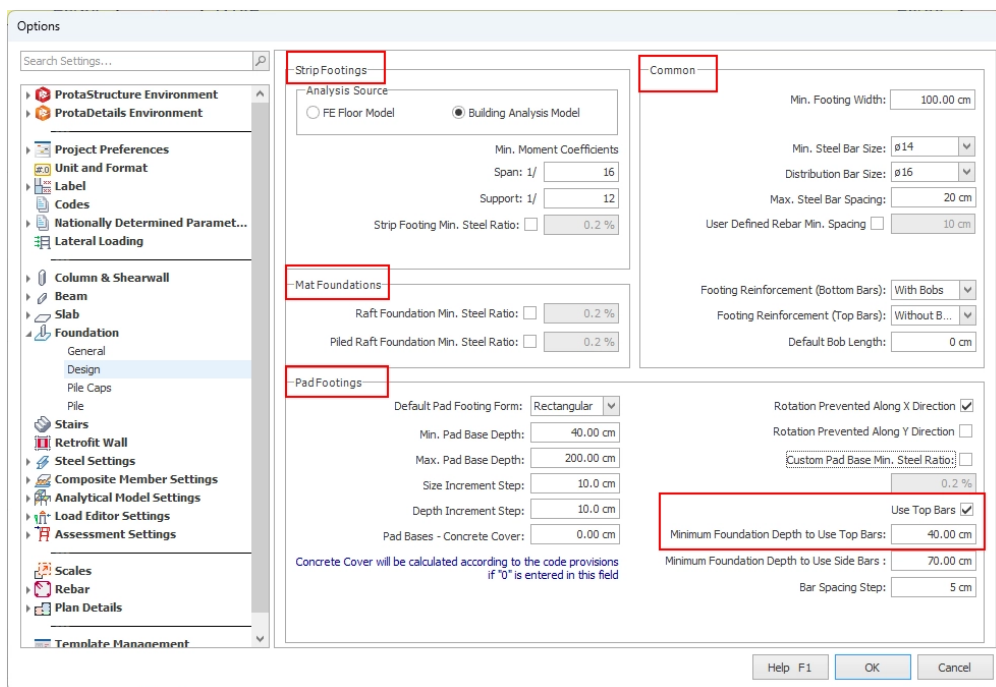 Options
Search Settings...
ProtaStructure Environment
ProtaDetails Environment
Project Preferences
Unit and Format
Label
Codes
Nationally Determined Paramet...
Lateral Loading
Column & Shearwall
Beam
Slab
Foundation
General
Design
Pile Caps
Pile
Stairs
Retrofit Wall
Steel Settings
Composite Member Settings
Analytical Model Settings
Load Editor Settings
Assessment Settings
Scales
Rebar
Plan Details
Template Management
Strip Footings
Analysis Source
FE Floor Model Building Analysis Model
Min. Moment Coefficients
Span: 1/ 16
Support: 1/ 12
Strip Footing Min. Steel Ratio: 0.2 %
Mat Foundations
Raft Foundation Min. Steel Ratio: 0.2 %
Piled Raft Foundation Min. Steel Ratio: 0.2 %
Common
Min. Footing Width: 100.00 cm
Min. Steel Bar Size: ø14
Distribution Bar Size: ø16
Max. Steel Bar Spacing: 20 cm
User Defined Rebar Min. Spacing 10 cm
Footing Reinforcement (Bottom Bars): With Bobs
Footing Reinforcement (Top Bars): Without B...
Default Bob Length: 0 cm
Pad Footings
Default Pad Footing Form: Rectangular
Min. Pad Base Depth: 40.00 cm
Max. Pad Base Depth: 200.00 cm
Size Increment Step: 10.0 cm
Depth Increment Step: 10.0 cm
Pad Bases - Concrete Cover: 0.00 cm
Concrete Cover will be calculated according to the code provisions
if "0" is entered in this field
Rotation Prevented Along X Direction
Rotation Prevented Along Y Direction
Custom Pad Base Min. Steel Ratio:
0.2 %
Use Top Bars
Minimum Foundation Depth to Use Top Bars: 40.00 cm
Minimum Foundation Depth to Use Side Bars : 70.00 cm
Bar Spacing Step: 5 cm
Help F1 OK Cancel